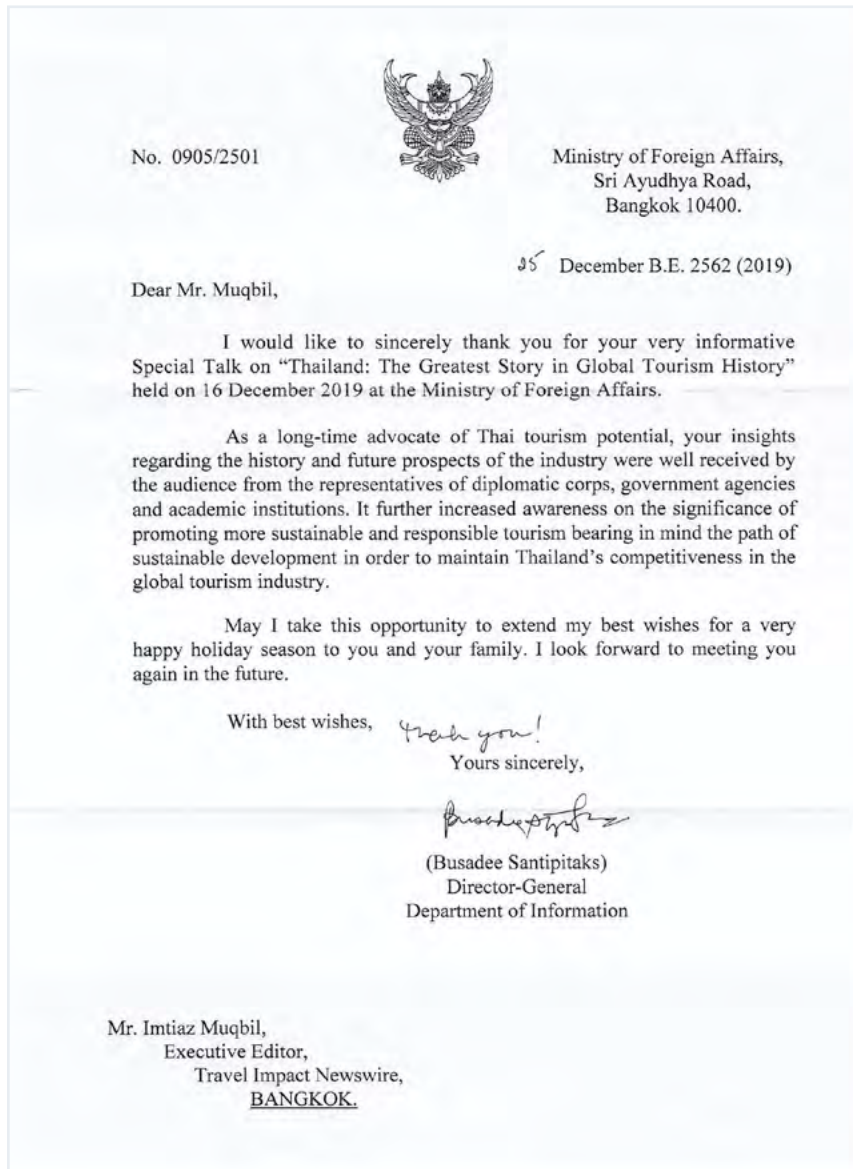 No. 0905/2501
Ministry of Foreign Affairs,
Sri Ayudhya Road,
Bangkok 10400.
25 December B.E. 2562 (2019)
Dear Mr. Muqbil,
I would like to sincerely thank you for your very informative
Special Talk on “Thailand: The Greatest Story in Global Tourism History”
held on 16 December 2019 at the Ministry of Foreign Affairs.
As a long-time advocate of Thai tourism potential, your insights
regarding the history and future prospects of the industry were well received by
the audience from the representatives of diplomatic corps, government agencies
and academic institutions. It further increased awareness on the significance of
promoting more sustainable and responsible tourism bearing in mind the path of
sustainable development in order to maintain Thailand’s competitiveness in the
global tourism industry.
May I take this opportunity to extend my best wishes for a very
happy holiday season to you and your family. I look forward to meeting you
again in the future.
With best wishes, thank you!
Yours sincerely,
(Busadee Santipitaks)
Director-General
Department of Information
Mr. Imtiaz Muqbil,
Executive Editor,
Travel Impact Newswire,
BANGKOK.